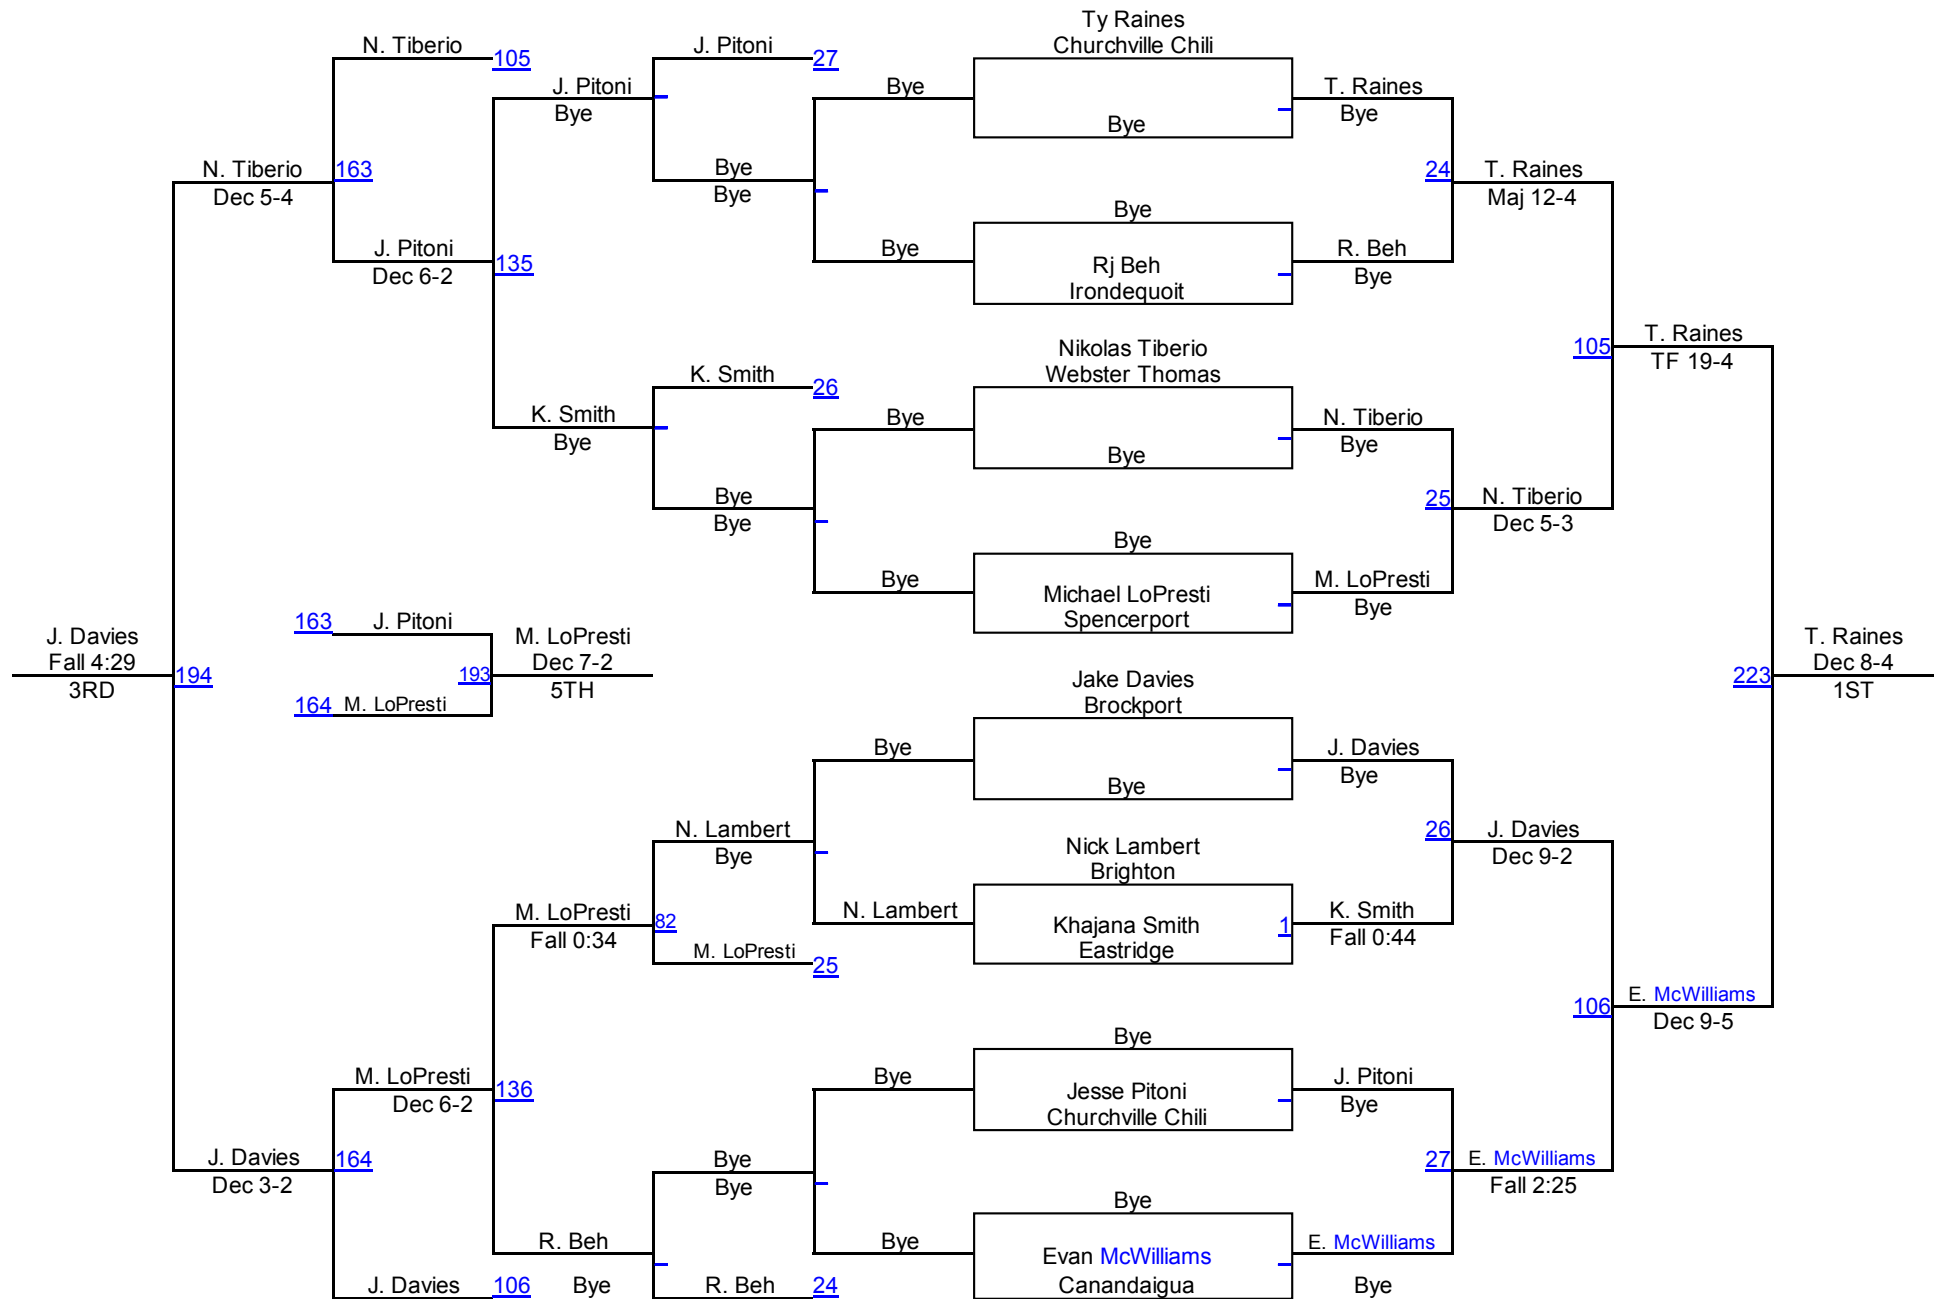 Ty Raines
N. Tiberio
J. Pitoni
Churchville Chili
105
27
J. Pitoni
Bye
T. Raines
Bye
Bye
Bye
N. Tiberio
163
Bye
24
T. Raines
Dec 5-4
Bye
Maj 12-4
Bye
J. Pitoni
Bye
R. Beh
Dec 6-2
135
Rj Beh
Bye
Irondequoit
T. Raines
Nikolas Tiberio
105
TF 19-4
K. Smith
Webster Thomas
26
K. Smith
Bye
N. Tiberio
Bye
Bye
Bye
Bye
25
N. Tiberio
Bye
Dec 5-3
Bye
Bye
M. LoPresti
Michael LoPresti
Bye
163
J. Pitoni
Spencerport
J. Davies
M. LoPresti
T. Raines
Fall 4:29
Dec 7-2
Dec 8-4
194
193
223
3RD
5TH
1ST
164
M. LoPresti
Jake Davies
Brockport
Bye
J. Davies
Bye
Bye
N. Lambert
26
J. Davies
Bye
Nick Lambert
Dec 9-2
Brighton
M. LoPresti
N. Lambert
K. Smith
82
Khajana Smith
1
Fall 0:34
Fall 0:44
M. LoPresti
25
Eastridge
E. McWilliams
106
Dec 9-5
Bye
M. LoPresti
Bye
J. Pitoni
136
Jesse Pitoni
Dec 6-2
Bye
Churchville Chili
J. Davies
164
Bye
27
E. McWilliams
Dec 3-2
Bye
Fall 2:25
Bye
R. Beh
Bye
E. McWilliams
Evan McWilliams
J. Davies
106
Bye
R. Beh
24
Canandaigua
Bye